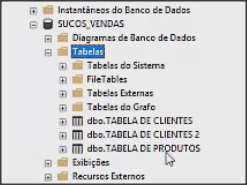 Instantâneos do Banco de Dados
SUCOS_VENDAS
Diagramas de Banco de Dados
Tabelas
Tabelas do Sistema
FileTables
Tabelas Externas
Tabelas do Grafo
dbo.TABELA DE CLIENTES
dbo.TABELA DE CLIENTES 2
dbo.TABELA DE PRODUTOS
Exibições
Recursos Externos